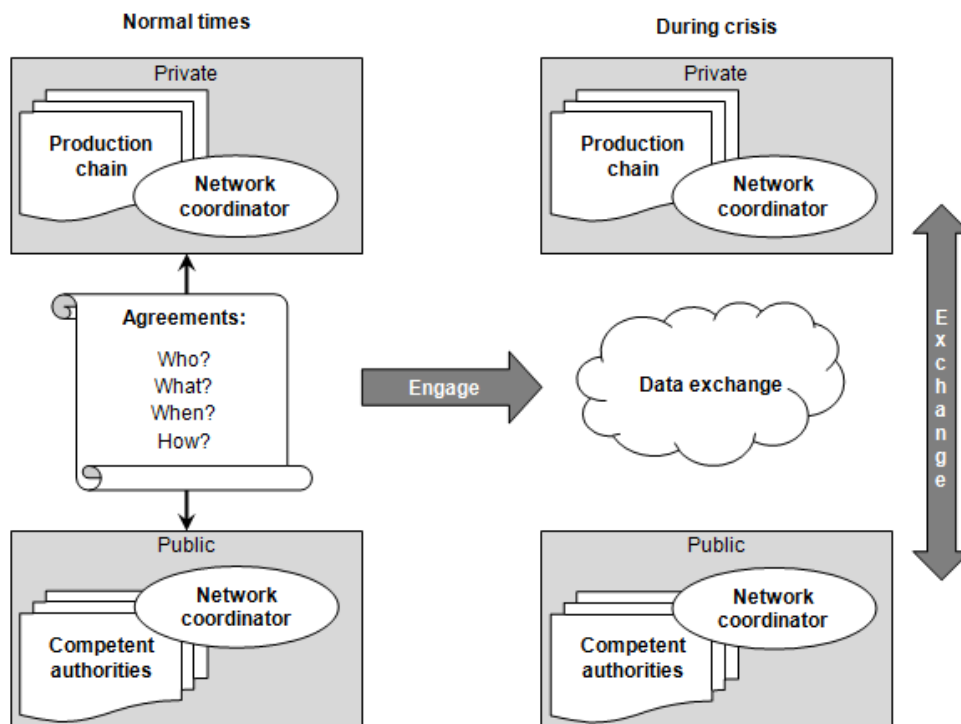 Normal times
Private
Production
chain
Network
coordinator
Agreements:
Who?
What?
When?
How?
Public
Network
coordinator
Competent
authorities
Engage
During crisis
Private
Production
chain
Network
coordinator
Data exchange
Public
Network
coordinator
Competent
authorities
Exchange